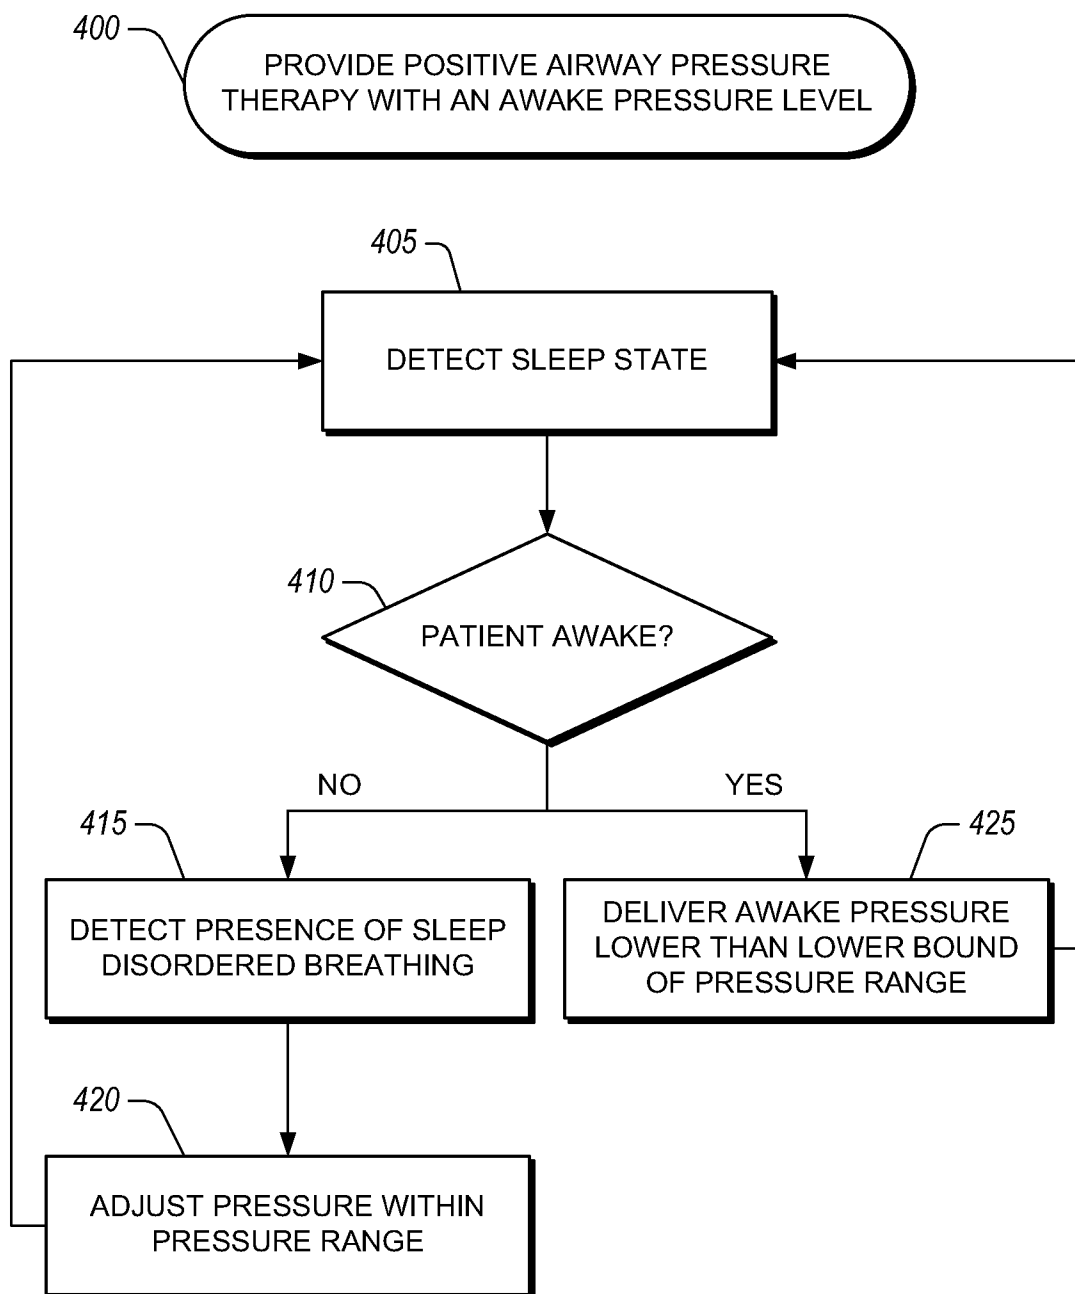 400
PROVIDE POSITIVE AIRWAY PRESSURE
THERAPY WITH AN AWAKE PRESSURE LEVEL
405
DETECT SLEEP STATE
410
PATIENT AWAKE?
NO
YES
415
DETECT PRESENCE OF SLEEP
DISORDERED BREATHING
425
DELIVER AWAKE PRESSURE
LOWER THAN LOWER BOUND
OF PRESSURE RANGE
420
ADJUST PRESSURE WITHIN
PRESSURE RANGE